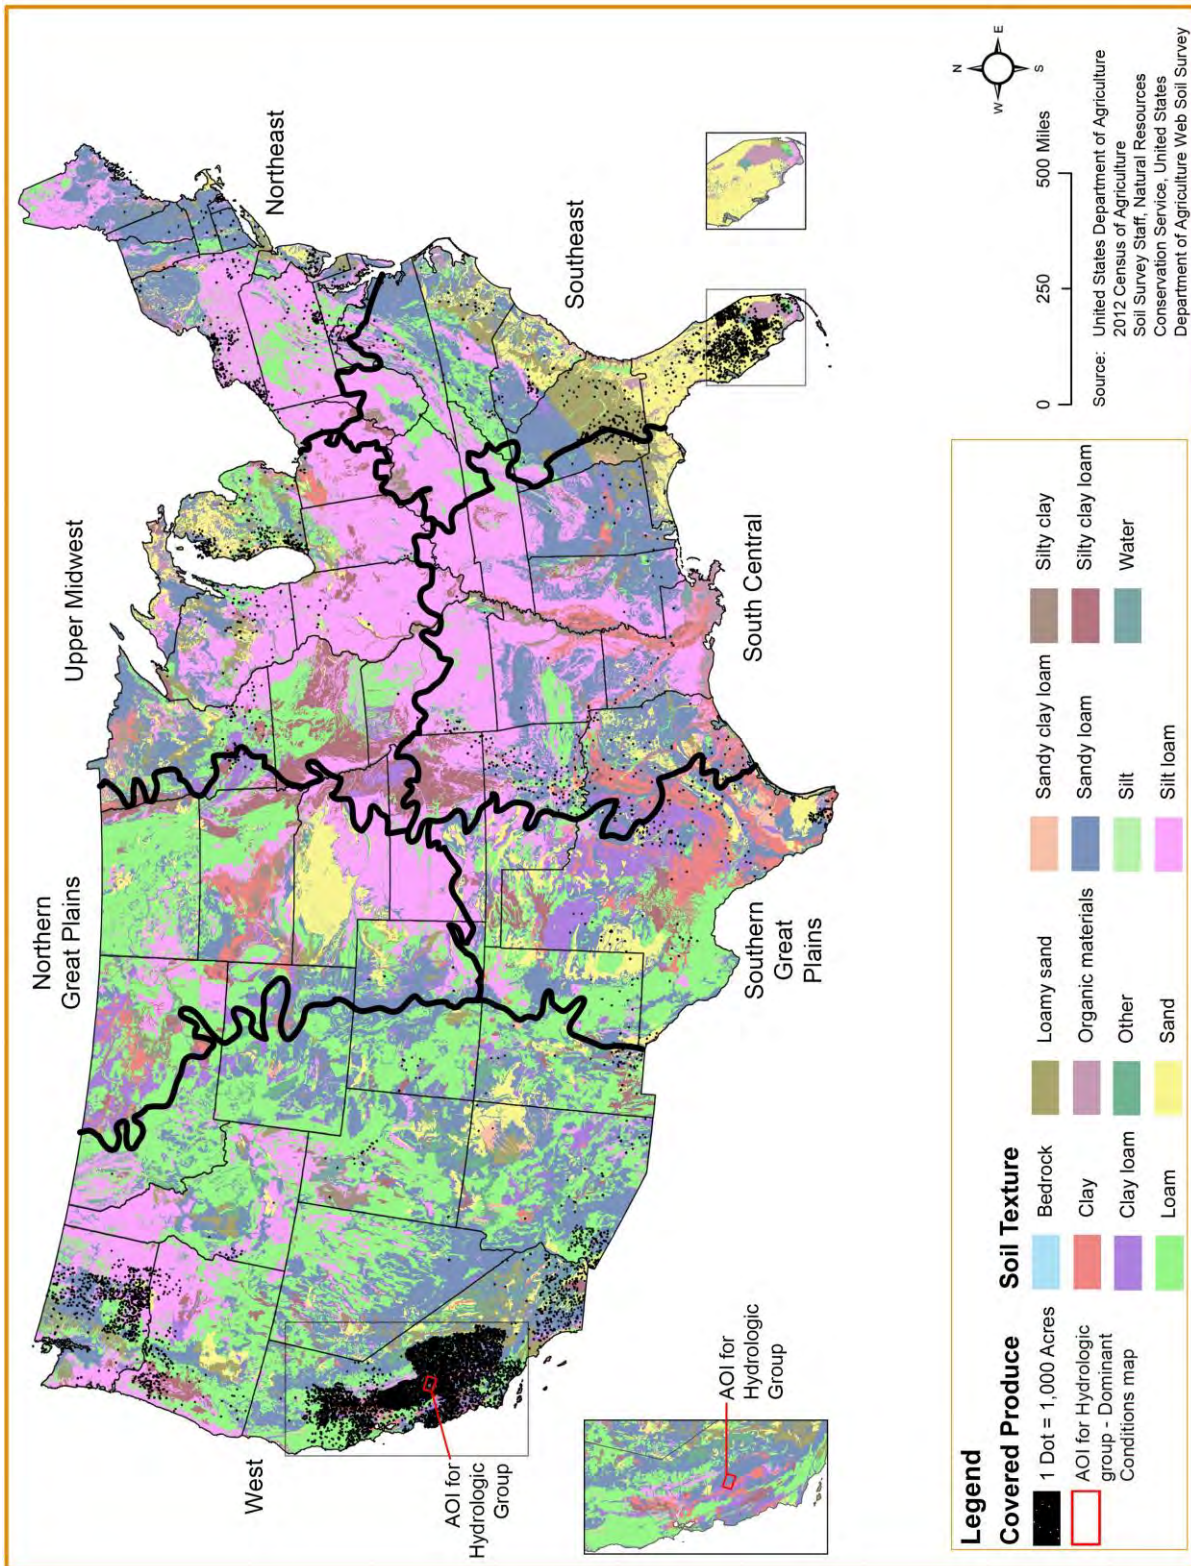 Northeast
Upper Midwest
Northern
Great Plains
Southeast
South Central
Southern
Great
Plains
West
AOI for
Hydrologic
Group
AOI for
Hydrologic
Group
N
W
E
S
0
250
500 Miles
Source: United States Department of Agriculture
2012 Census of Agriculture
Soil Survey Staff, Natural Resources
Conservation Service, United States
Department of Agriculture Web Soil Survey
Legend
Covered Produce
1 Dot = 1,000 Acres
AOI for Hydrologic
group - Dominant
Conditions map
Soil Texture
Bedrock
Clay
Clay loam
Loam
Loamy sand
Organic materials
Other
Sand
Sandy clay loam
Sandy loam
Silt
Silt loam
Silty clay
Silty clay loam
Water